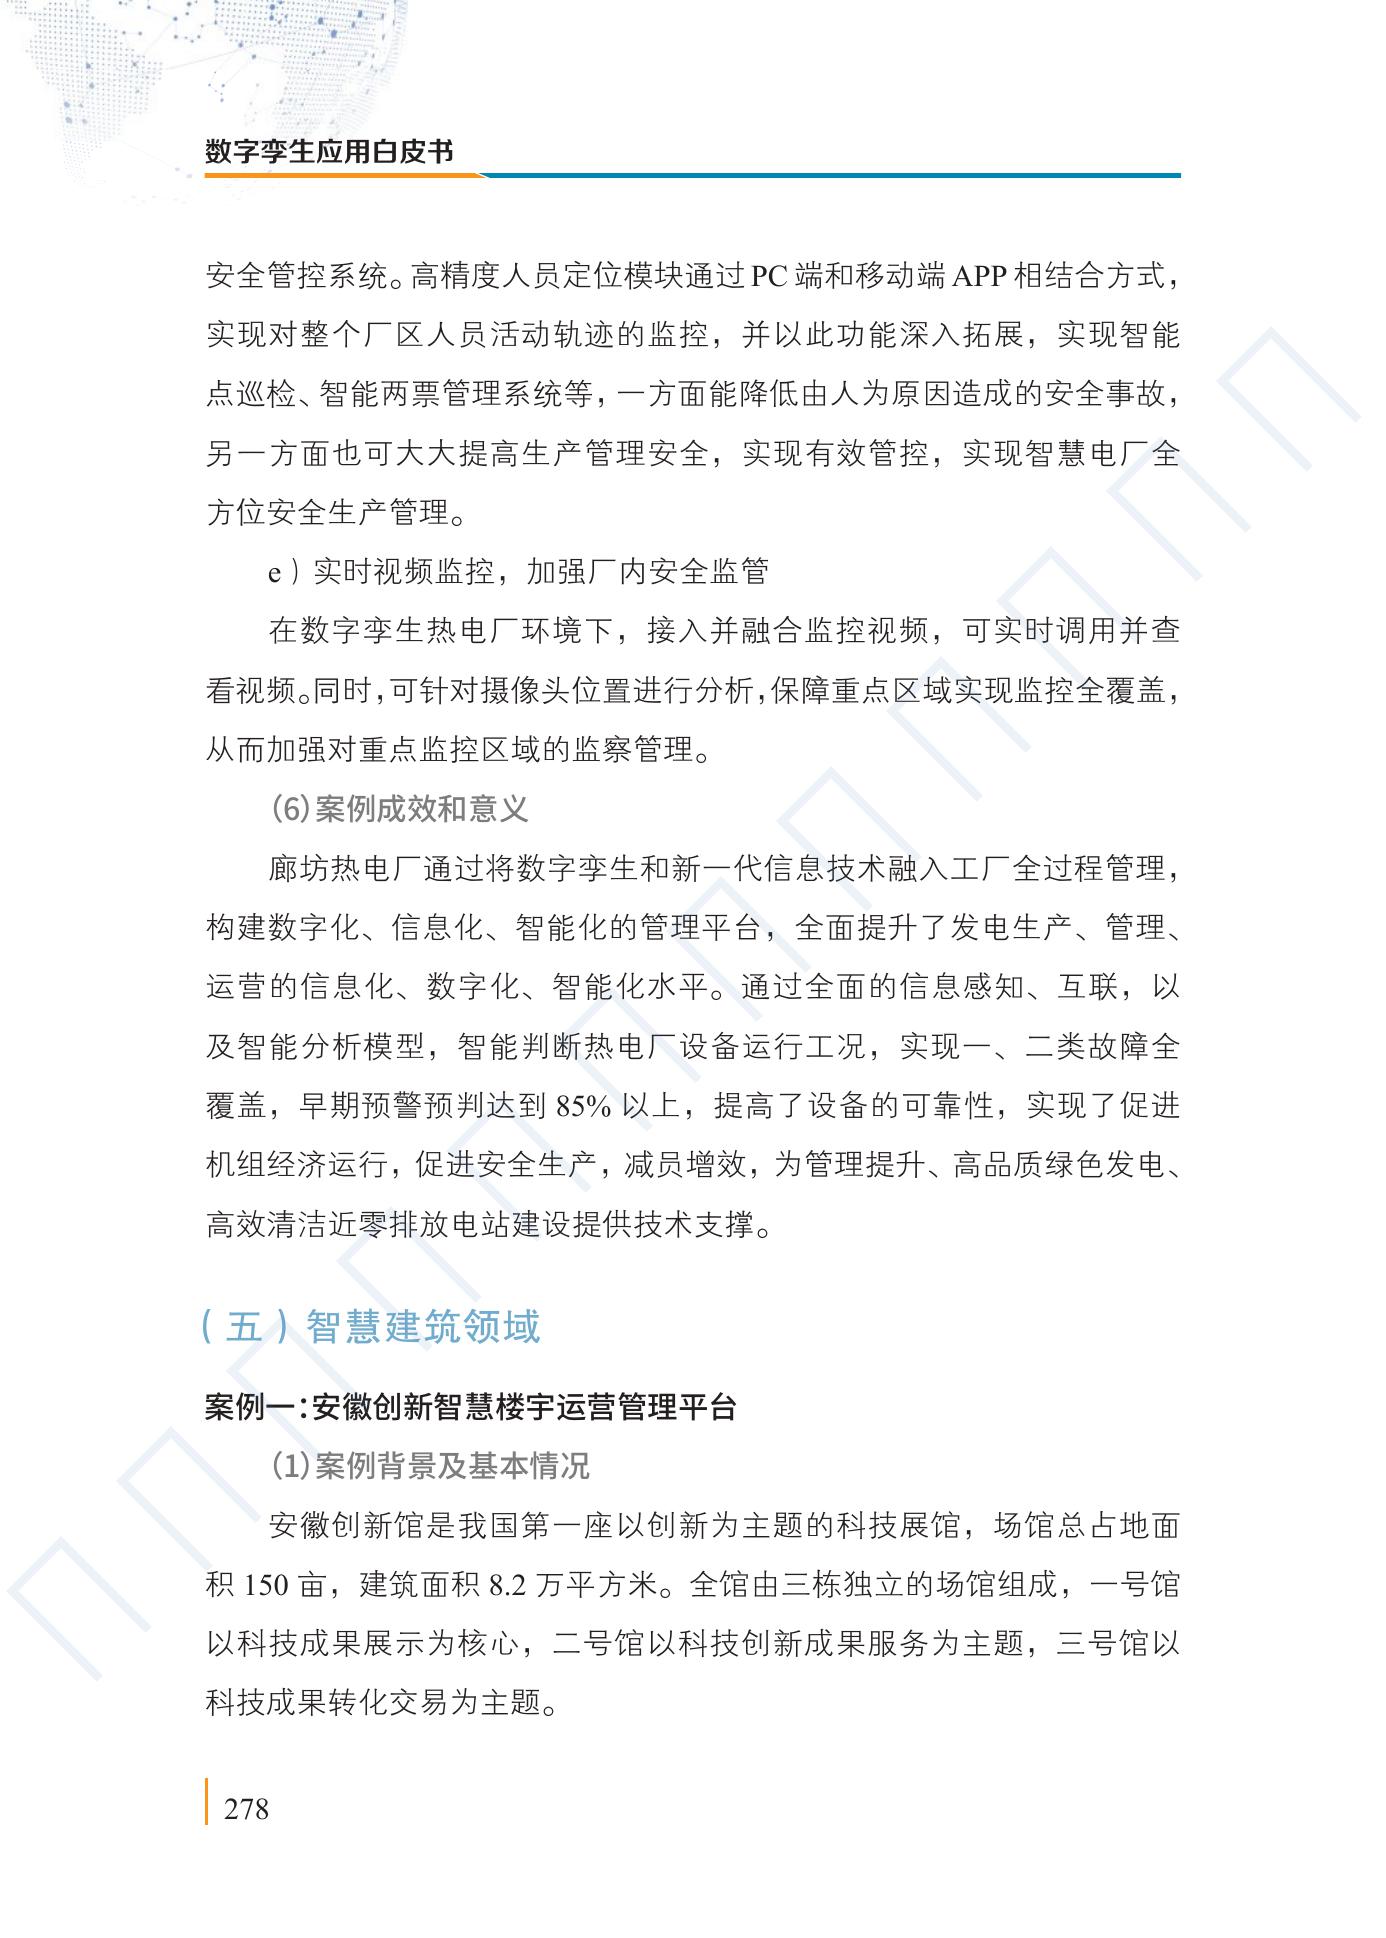 数字孪生应用白皮书
安全管控系统。高精度人员定位模块通过 PC 端和移动端 APP 相结合方式，
实现对整个厂区人员活动轨迹的监控，并以此功能深入拓展，实现智能
点巡检、智能两票管理系统等，一方面能降低由人为原因造成的安全事故，
另一方面也可大大提高生产管理安全，实现有效管控，实现智慧电厂全
方位安全生产管理。
e）实时视频监控，加强厂内安全监管
在数字孪生热电厂环境下，接入并融合监控视频，可实时调用并查
看视频。同时，可针对摄像头位置进行分析，保障重点区域实现监控全覆盖，
从而加强对重点监控区域的监察管理。
（6）案例成效和意义
廊坊热电厂通过将数字孪生和新一代信息技术融入工厂全过程管理，
构建数字化、信息化、智能化的管理平台，全面提升了发电生产、管理、
运营的信息化、数字化、智能化水平。通过全面的信息感知、互联，以
及智能分析模型，智能判断热电厂设备运行工况，实现一、二类故障全
覆盖，早期预警预判达到 85% 以上，提高了设备的可靠性，实现了促进
机组经济运行，促进安全生产，减员增效，为管理提升、高品质绿色发电、
高效清洁近零排放电站建设提供技术支撑。
（五）智慧建筑领域
案例一：安徽创新智慧楼宇运营管理平台
（1）案例背景及基本情况
安徽创新馆是我国第一座以创新为主题的科技展馆，场馆总占地面
积 150 亩，建筑面积 8.2 万平方米。全馆由三栋独立的场馆组成，一号馆
以科技成果展示为核心，二号馆以科技创新成果服务为主题，三号馆以
科技成果转化交易为主题。
278